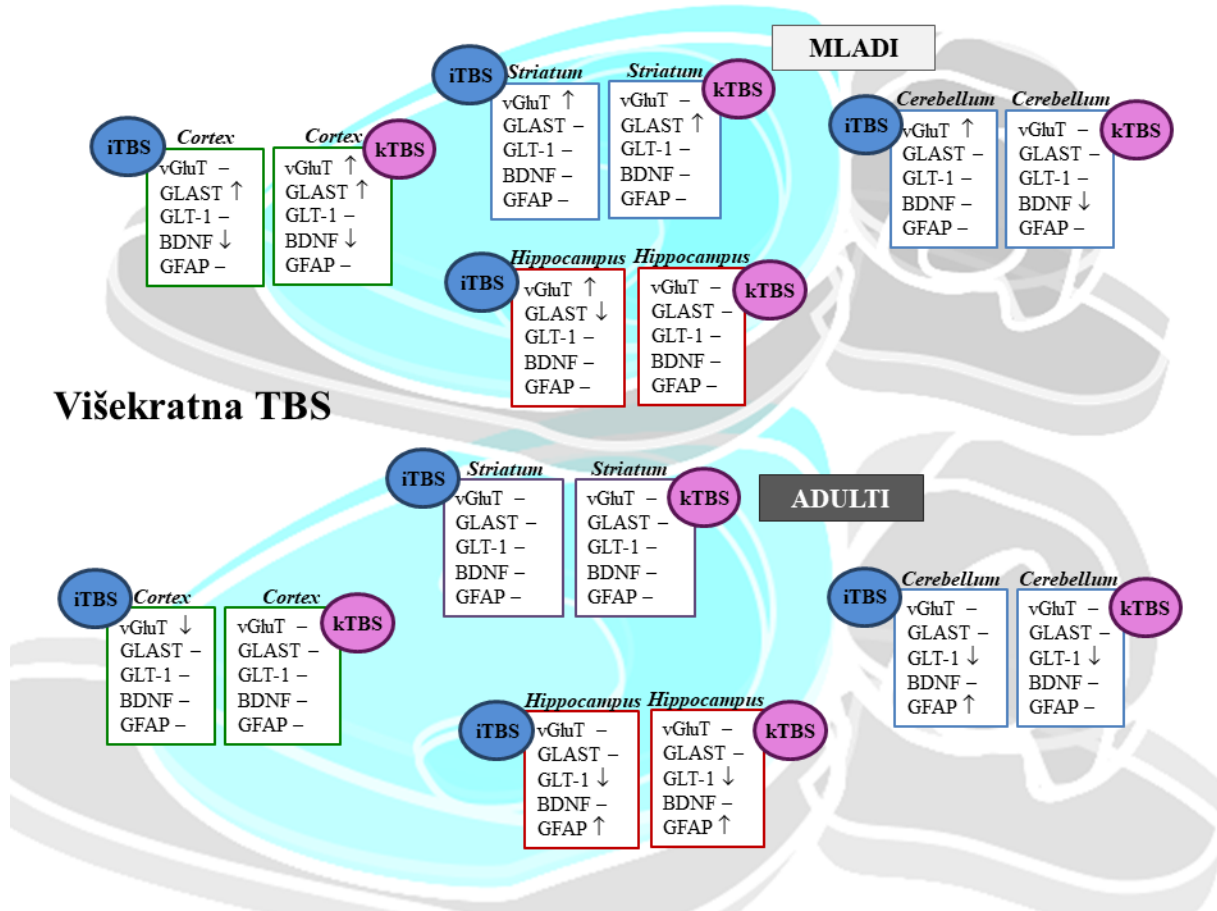 MLADI
iTBS
Cortex
vGluT –
GLAST ↑
GLT-1 –
BDNF ↓
GFAP –
Cortex
kTBS
vGluT ↑
GLAST ↑
GLT-1 –
BDNF ↓
GFAP –
iTBS
Striatum
vGluT ↑
GLAST –
GLT-1 –
BDNF –
GFAP –
Striatum
kTBS
vGluT –
GLAST ↑
GLT-1 –
BDNF –
GFAP –
iTBS
Cerebellum
vGluT ↑
GLAST –
GLT-1 –
BDNF –
GFAP –
Cerebellum
kTBS
vGluT –
GLAST –
GLT-1 –
BDNF ↓
GFAP –
iTBS
Hippocampus
vGluT ↑
GLAST ↓
GLT-1 –
BDNF –
GFAP –
Hippocampus
kTBS
vGluT –
GLAST –
GLT-1 –
BDNF –
GFAP –
Višekratna TBS
ADULTI
iTBS
Cortex
vGluT ↓
GLAST –
GLT-1 –
BDNF –
GFAP –
Cortex
kTBS
vGluT –
GLAST –
GLT-1 –
BDNF –
GFAP –
iTBS
Striatum
vGluT –
GLAST –
GLT-1 –
BDNF –
GFAP –
Striatum
kTBS
vGluT –
GLAST –
GLT-1 –
BDNF –
GFAP –
iTBS
Cerebellum
vGluT –
GLAST –
GLT-1 ↓
BDNF –
GFAP ↑
Cerebellum
kTBS
vGluT –
GLAST –
GLT-1 ↓
BDNF –
GFAP –
iTBS
Hippocampus
vGluT –
GLAST –
GLT-1 ↓
BDNF –
GFAP ↑
Hippocampus
kTBS
vGluT –
GLAST –
GLT-1 ↓
BDNF –
GFAP ↑